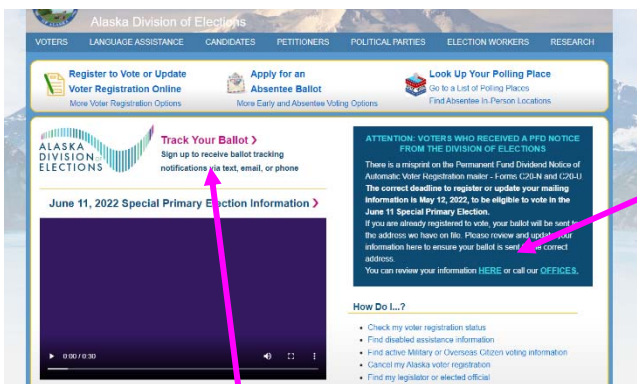 Alaska Division of Elections
VOTERS LANGUAGE ASSISTANCE CANDIDATES PETITIONERS POLITICAL PARTIES ELECTION WORKERS RESEARCH
Register to Vote or Update
Voter Registration Online
More Voter Registration Options
Apply for an
Absentee Ballot
More Early and Absentee Voting Options
Look Up Your Polling Place
Go to a List of Polling Places
Find Absentee In-Person Locations
ALASKA
DIVISION OF
ELECTIONS
Track Your Ballot >
Sign up to receive ballot tracking
notifications via text, email, or phone
June 11, 2022 Special Primary Election Information >
0:00 / 0:30
ATTENTION: VOTERS WHO RECEIVED A PFD NOTICE
FROM THE DIVISION OF ELECTIONS
There is a misprint on the Permanent Fund Dividend Notice of
Automatic Voter Registration mailer - Forms C20-N and C20-U
The correct deadline to register or update your mailing
information is May 12, 2022, to be eligible to vote in the
June 11 Special Primary Election.
If you are already registered to vote, your ballot will be sent to
the address we have on file. Please review and update your
information here to ensure your ballot is sent to the correct
address.
You can review your information HERE or call our OFFICES.
How Do I...?
Check my voter registration status
Find disabled assistance information
Find active Military or Overseas Citizen voting information
Cancel my Alaska voter registration
Find my legislator or elected official